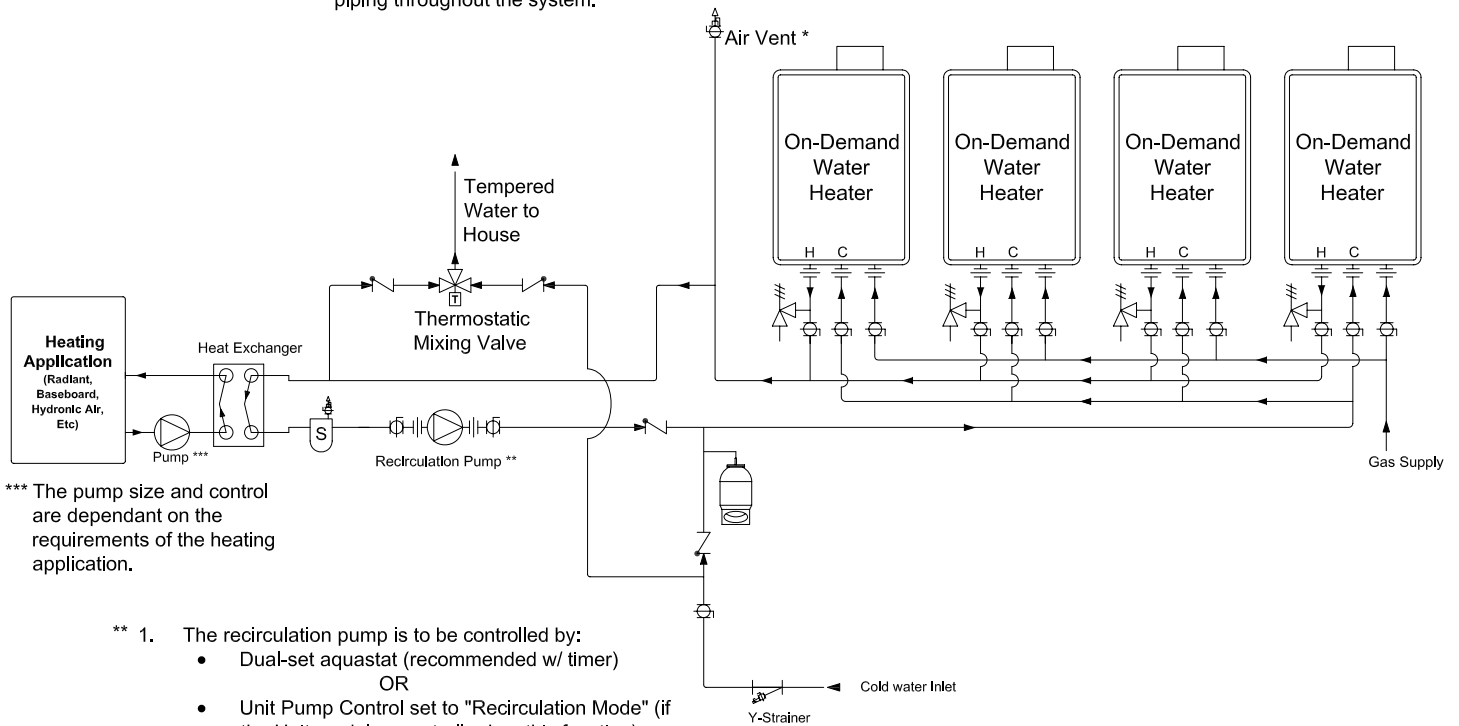 piping throughout the system.
Air Vent *
On-Demand
Water
Heater
On-Demand
Water
Heater
On-Demand
Water
Heater
On-Demand
Water
Heater
H C
H C
H C
H C
Tempered
Water to
House
T
Thermostatic
Mixing Valve
Heating
Application
(Radiant,
Baseboard,
Hydronic Air,
Etc)
Heat Exchanger
S
Pump ***
Recirculation Pump **
Gas Supply
*** The pump size and control
are dependant on the
requirements of the heating
application.
** 1. The recirculation pump is to be controlled by:
• Dual-set aquastat (recommended w/ timer)
OR
• Unit Pump Control set to "Recirculation Mode" (if
Cold water Inlet
Y-Strainer